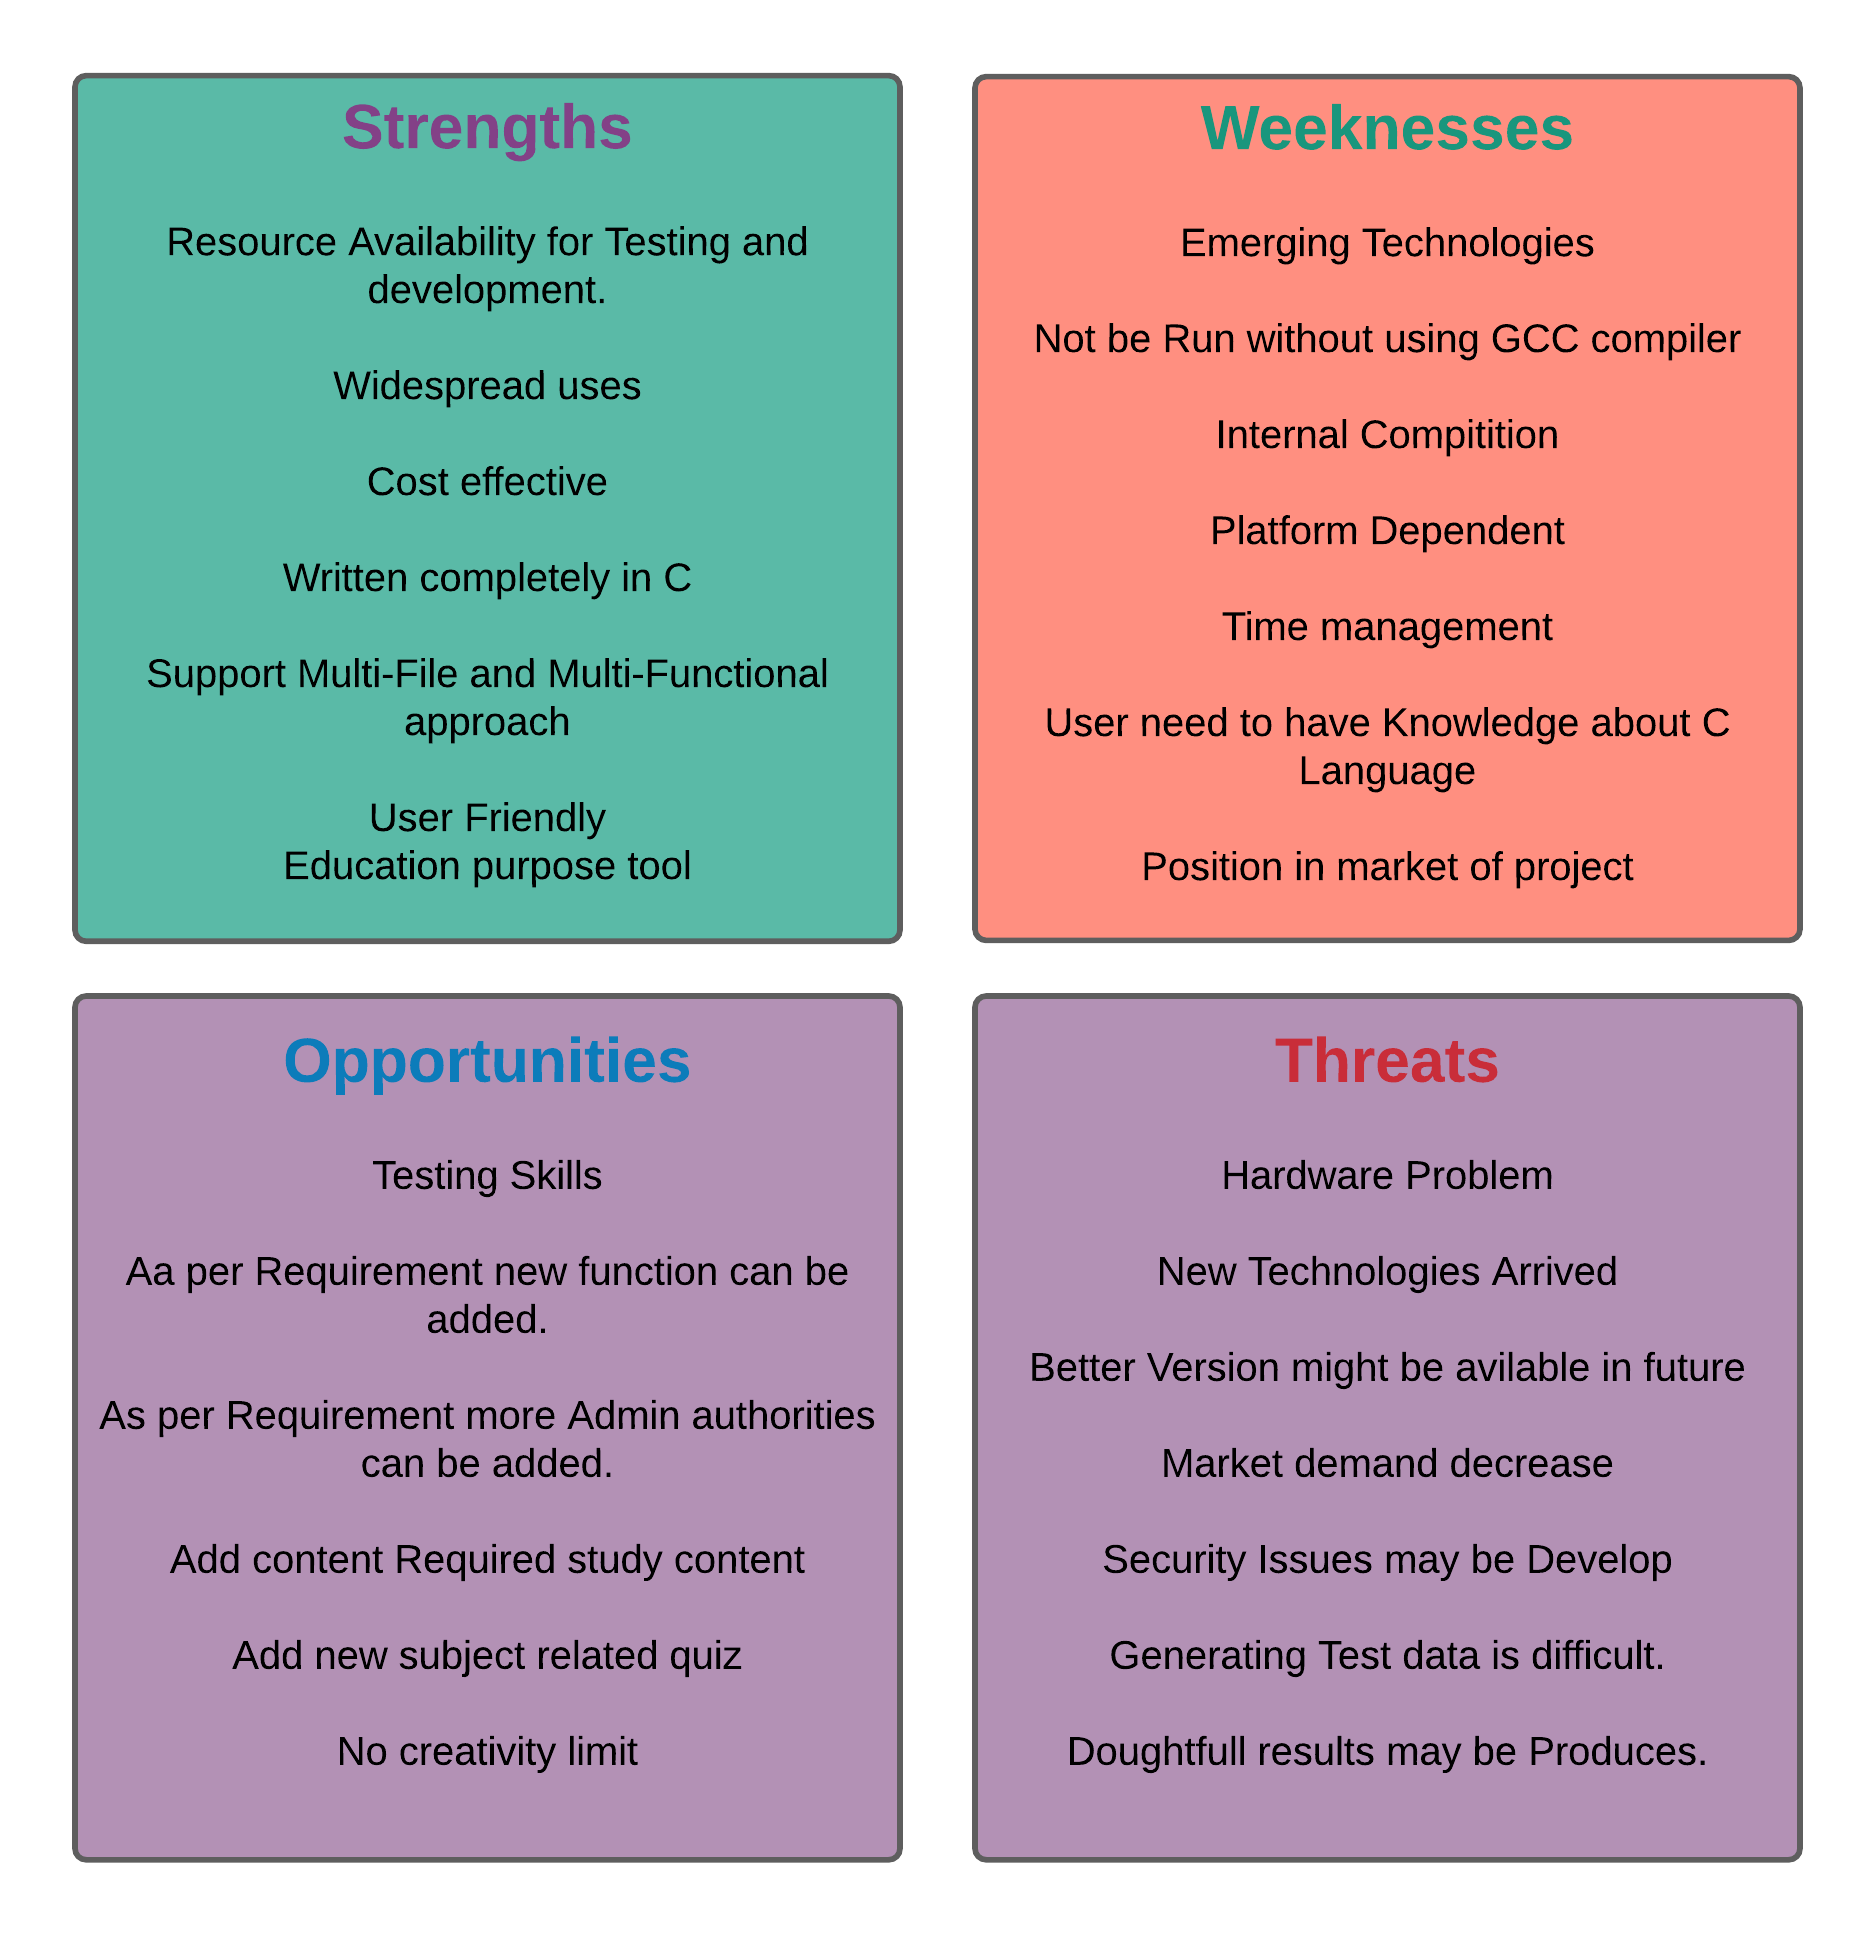 Strengths
Resource Availability for Testing and
development.
Widespread uses
Cost effective
Written completely in C
Support Multi-File and Multi-Functional
approach
User Friendly
Education purpose tool
Weeknesses
Emerging Technologies
Not be Run without using GCC compiler
Internal Compitition
Platform Dependent
Time management
User need to have Knowledge about C
Language
Position in market of project
Opportunities
Testing Skills
Aa per Requirement new function can be
added.
As per Requirement more Admin authorities
can be added.
Add content Required study content
Add new subject related quiz
No creativity limit
Threats
Hardware Problem
New Technologies Arrived
Better Version might be avilable in future
Market demand decrease
Security Issues may be Develop
Generating Test data is difficult.
Doughtfull results may be Produces.